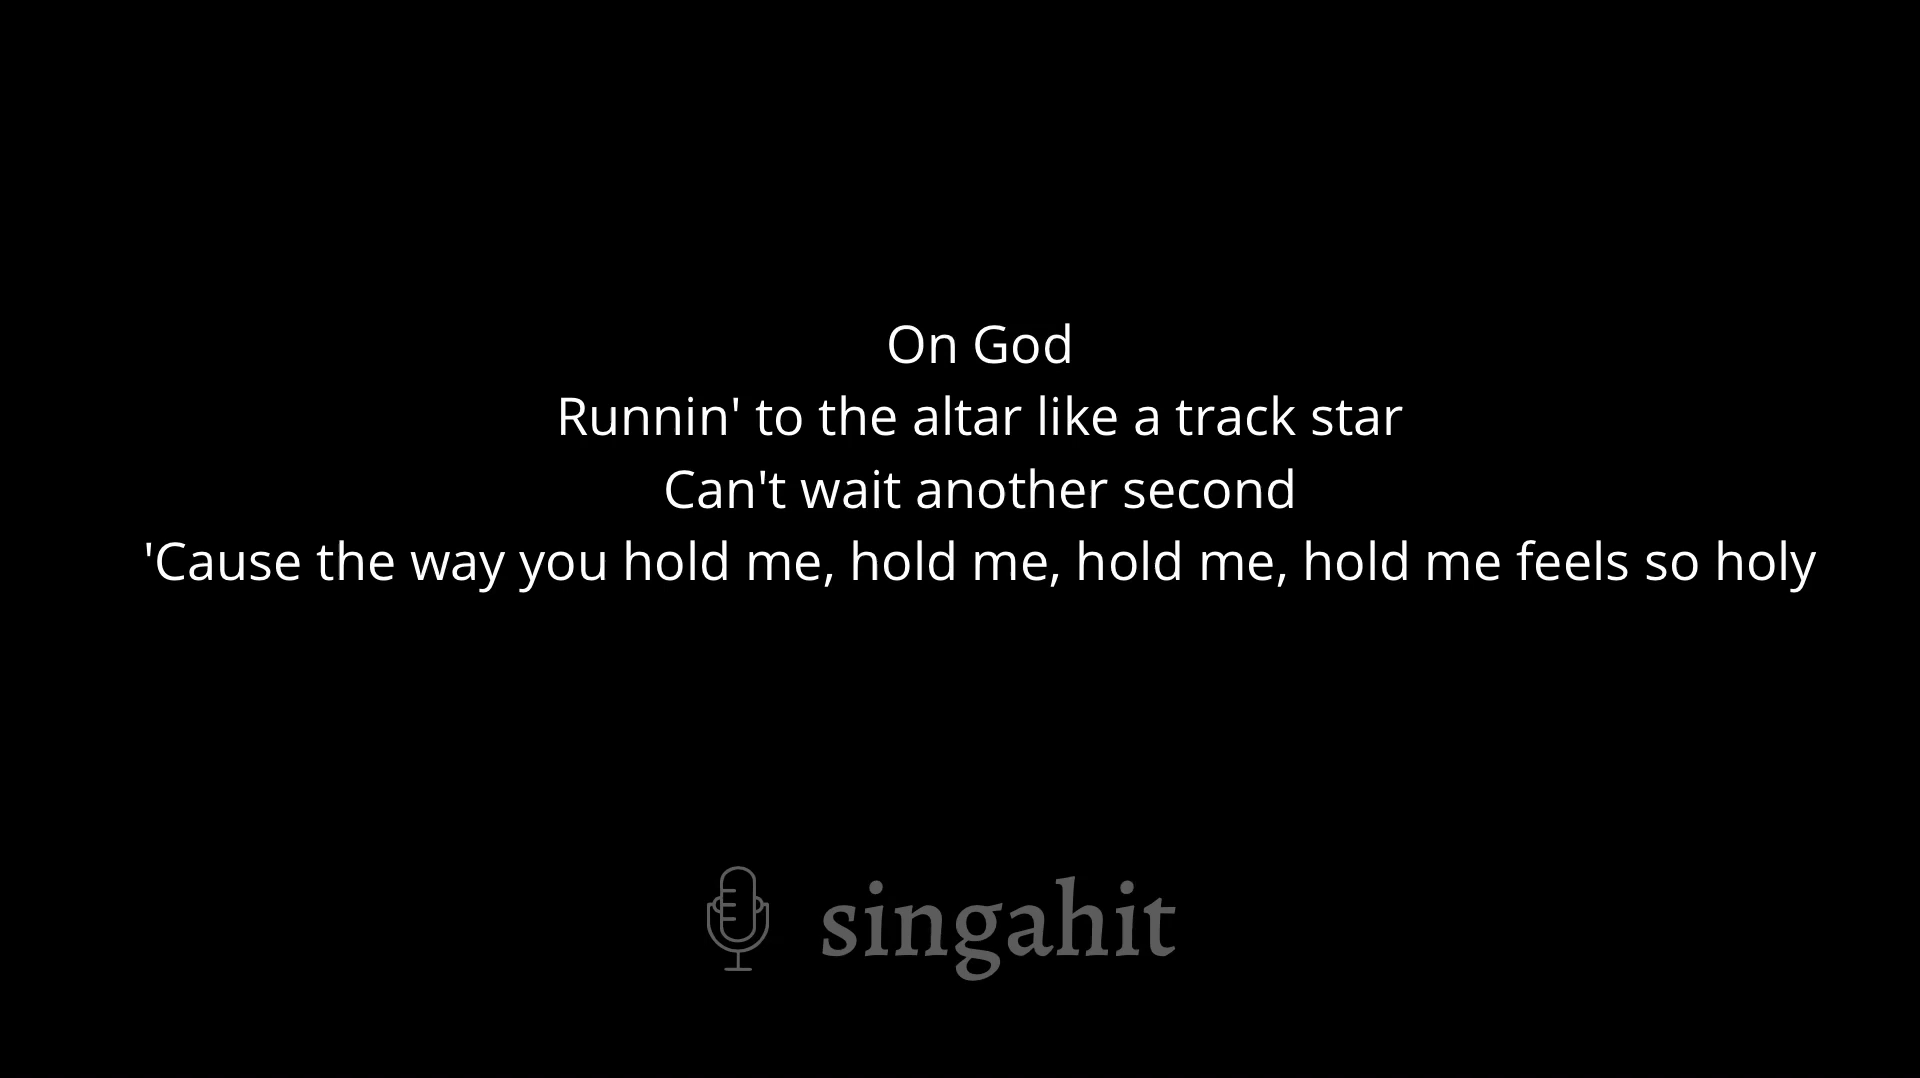 On God
Runnin' to the altar like a track star
Can't wait another second
'Cause the way you hold me, hold me, hold me, hold me feels so holy
singahit